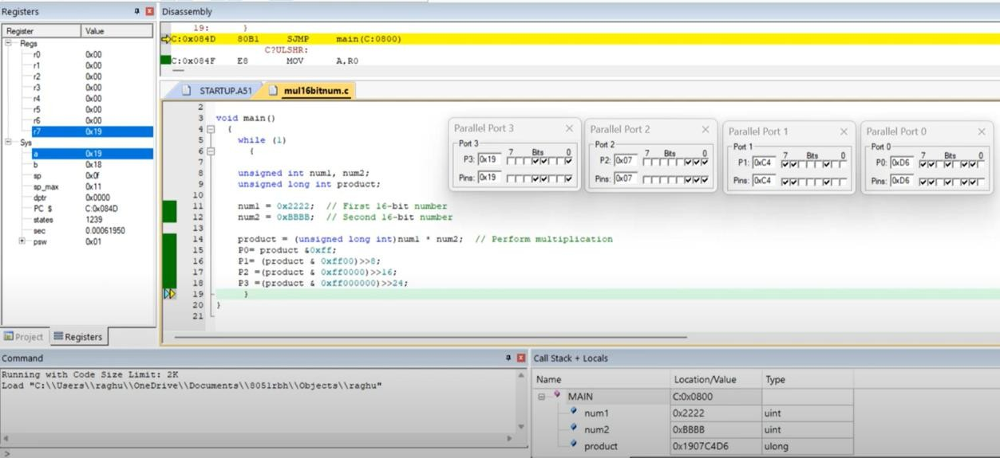 Registers
Register Value
Regs
r0 0x00
r1 0x00
r2 0x00
r3 0x00
r4 0x00
r5 0x00
r6 0x00
r7 0x19
Sys
a 0x19
b 0x18
sp 0x0f
sp_max 0x11
dptr 0x0000
PC $ C:0x084D
states 1239
sec 0.00061950
psw 0x01
Project Registers
Disassembly
19: }
C:0x084D 80B1 SJMP main(C:0800)
C?ULSHR:
C:0x084F E8 MOV A,R0
STARTUP.A51 mul16bitnum.c
2
3 void main()
4 {
5 while (1)
6 {
7
8 unsigned int num1, num2;
9 unsigned long int product;
10
11 num1 = 0x2222; // First 16-bit number
12 num2 = 0xBBBB; // Second 16-bit number
13
14 product = (unsigned long int)num1 * num2; // Perform multiplication
15 P0= product &0xff;
16 P1= (product & 0xff00)>>8;
17 P2 =(product & 0xff0000)>>16;
18 P3 =(product & 0xff000000)>>24;
19 }
20 }
21
Parallel Port 3
Port 3
7 Bits 0
P3: 0x19
Pins: 0x19
Parallel Port 2
Port 2
7 Bits 0
P2: 0x07
Pins: 0x07
Parallel Port 1
Port 1
7 Bits 0
P1: 0xC4
Pins: 0xC4
Parallel Port 0
Port 0
7 Bits 0
P0: 0xD6
Pins: 0xD6
Command
Running with Code Size Limit: 2K
Load "C:\\Users\\raghu\\OneDrive\\Documents\\8051rbh\\Objects\\raghu"
>
Call Stack + Locals
Name Location/Value Type
MAIN C:0x0800
num1 0x2222 uint
num2 0xBBBB uint
product 0x1907C4D6 ulong